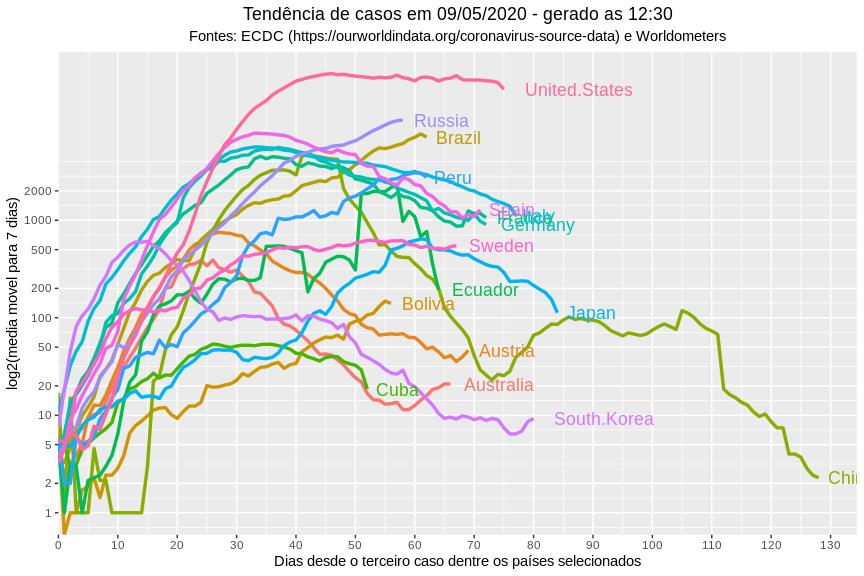 Tendência de casos em 09/05/2020 - gerado as 12:30
Fontes: ECDC (https://ourworldindata.org/coronavirus-source-data) e Worldometers
log2(media movel para 7 dias)
2000
1000
500
200
100
50
20
10
5
2
1
United.States
Russia
Brazil
Peru
Spain
Italy
Germany
Sweden
Ecuador
Bolivia
Japan
Austria
Australia
Cuba
South.Korea
Chi
0 10 20 30 40 50 60 70 80 90 100 110 120 130
Dias desde o terceiro caso dentre os países selecionados